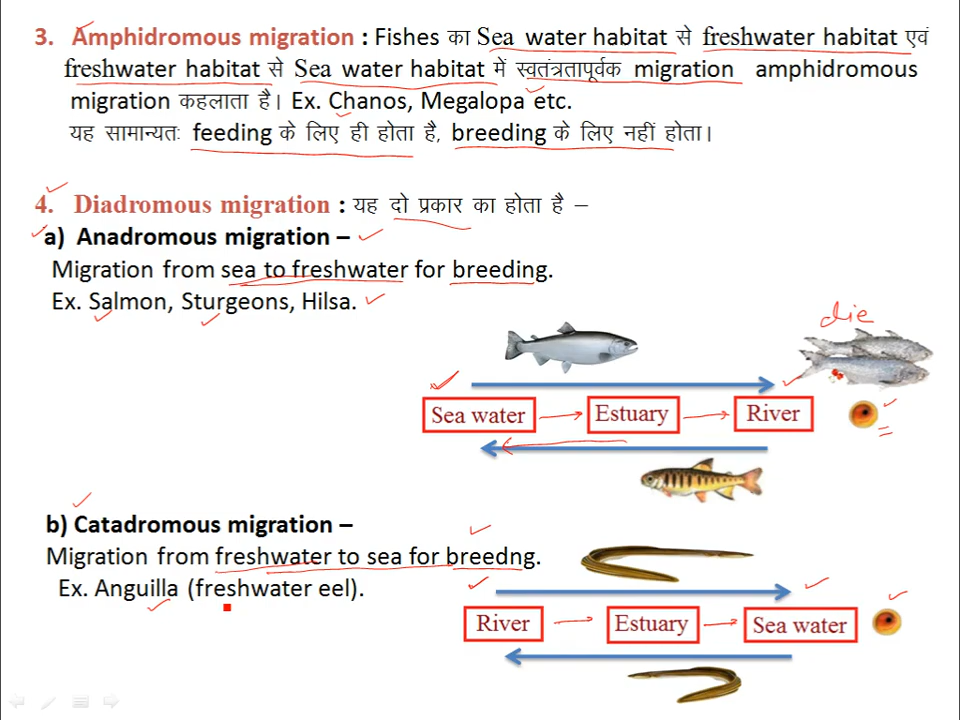 3. Amphidromous migration : Fishes का Sea water habitat से freshwater habitat एवं
freshwater habitat से Sea water habitat में स्वतंत्रतापूर्वक migration amphidromous
migration कहलाता है। Ex. Chanos, Megalopa etc.
यह सामान्यतः feeding के लिए ही होता है, breeding के लिए नहीं होता।
4. Diadromous migration : यह दो प्रकार का होता है –
a) Anadromous migration –
Migration from sea to freshwater for breeding.
Ex. Salmon, Sturgeons, Hilsa.
die
Sea water
Estuary
River
b) Catadromous migration –
Migration from freshwater to sea for breedng.
Ex. Anguilla (freshwater eel).
River
Estuary
Sea water